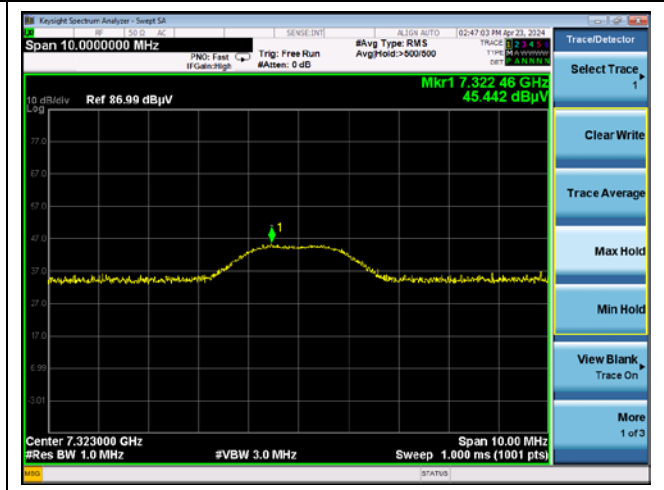 Keysight Spectrum Analyzer - Swept SA
RF 50 Ω AC SENSE:INT ALIGN AUTO 02:47:03 PM Apr 23, 2024
Span 10.0000000 MHz
PNO: Fast
IFGain:High
Trig: Free Run
#Atten: 0 dB
#Avg Type: RMS
Avg|Hold:>500/500
TRACE 1 2 3 4 5 6
TYPE M A W W W W
DET P A N N N N
Trace/Detector
Select Trace
1
Clear Write
Trace Average
Max Hold
Min Hold
View Blank
Trace On
More
1 of 3
Mkr1 7.322 46 GHz
45.442 dBµV
10 dB/div Ref 86.99 dBµV
Log
77.0
67.0
57.0
47.0
37.0
27.0
17.0
6.99
-3.01
1
Center 7.323000 GHz Span 10.00 MHz
#Res BW 1.0 MHz #VBW 3.0 MHz Sweep 1.000 ms (1001 pts)
MSG STATUS